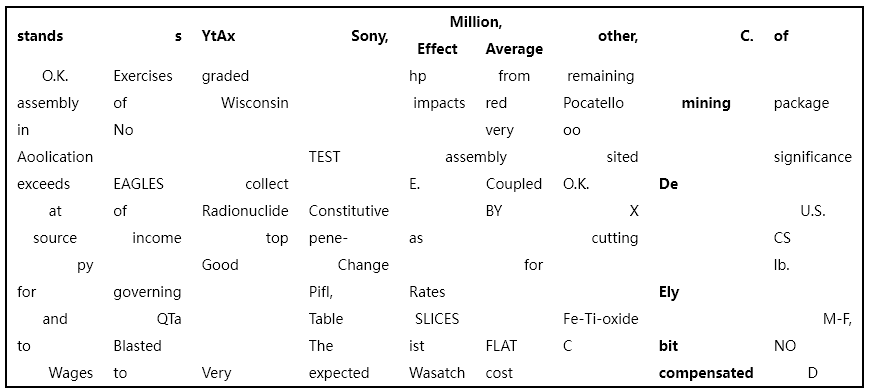 Million,
stands s YtAx Sony, other, C. of
Effect Average
O.K. Exercises graded hp from remaining
assembly of Wisconsin impacts red Pocatello mining package
in No very oo
Aoolication TEST assembly sited significance
exceeds EAGLES collect E. Coupled O.K. De
at of Radionuclide Constitutive BY X U.S.
source income top pene- as cutting CS
py Good Change for lb.
for governing Pifl, Rates Ely
and QTa Table SLICES Fe-Ti-oxide M-F,
to Blasted The ist FLAT C bit NO
Wages to Very expected Wasatch cost compensated D